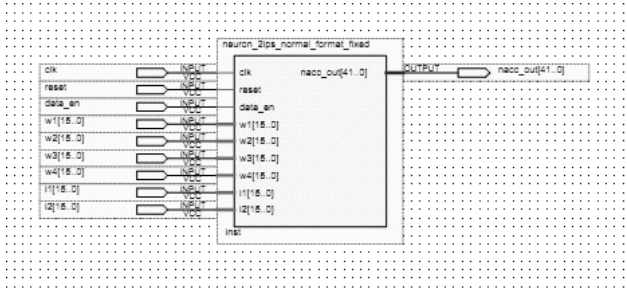 neuron_2ips_normal_format_fixed
clk INPUT VCC clk nacc_out[41..0] OUTPUT nacc_out[41..0]
reset INPUT VCC reset
data_en INPUT VCC data_en
w1[15..0] INPUT VCC w1[15..0]
w2[15..0] INPUT VCC w2[15..0]
w3[15..0] INPUT VCC w3[15..0]
w4[15..0] INPUT VCC w4[15..0]
i1[15..0] INPUT VCC i1[15..0]
i2[15..0] INPUT VCC i2[15..0]
inst